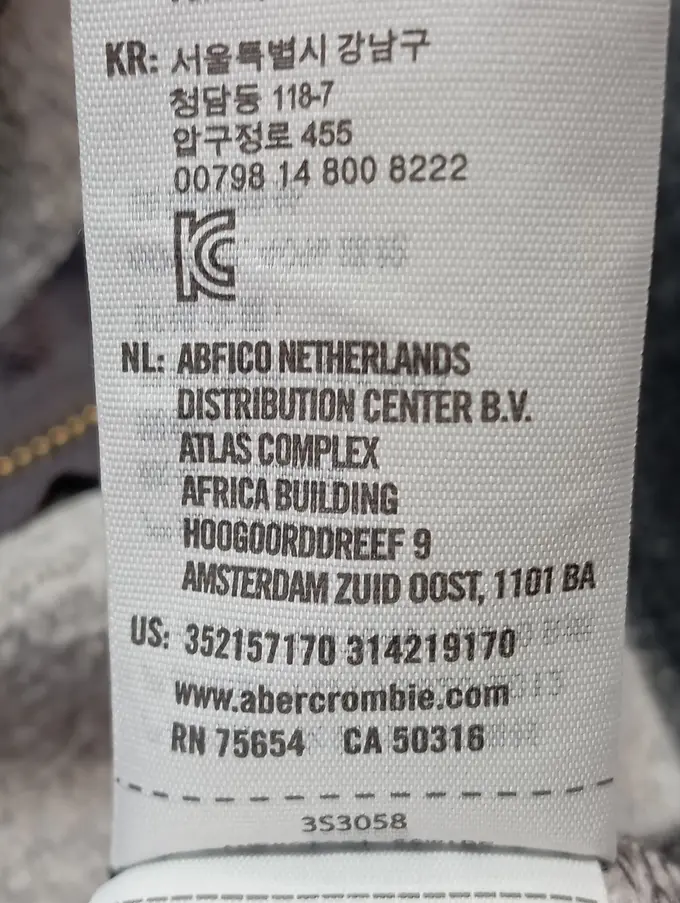 KR: 서울특별시 강남구
청담동 118-7
압구정로 455
00798 14 800 8222
KC
NL: ABFICO NETHERLANDS
DISTRIBUTION CENTER B.V.
ATLAS COMPLEX
AFRICA BUILDING
HOOGOORDDREEF 9
AMSTERDAM ZUID OOST, 1101 BA
US: 352157170 314219170
www.abercrombie.com
RN 75654 CA 50316
3S3058